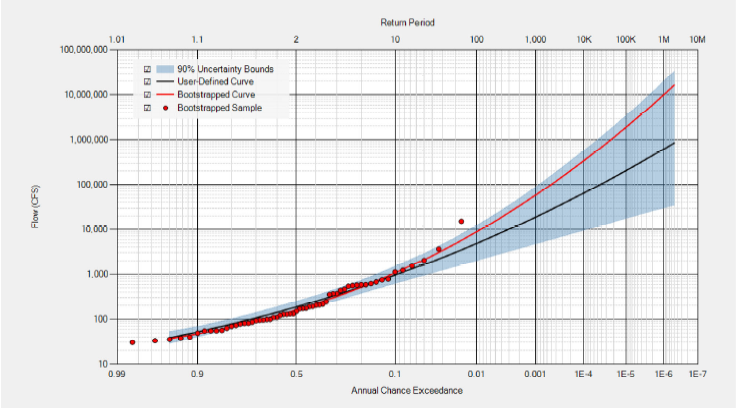 Return Period
1.01 1.1 2 10 100 1,000 10K 100K 1M 10M
100,000,000
10,000,000
1,000,000
100,000
10,000
1,000
100
10
Flow (CFS)
90% Uncertainty Bounds
User-Defined Curve
Bootstrapped Curve
Bootstrapped Sample
0.99 0.9 0.5 0.1 0.01 0.001 1E-4 1E-5 1E-6 1E-7
Annual Chance Exceedance